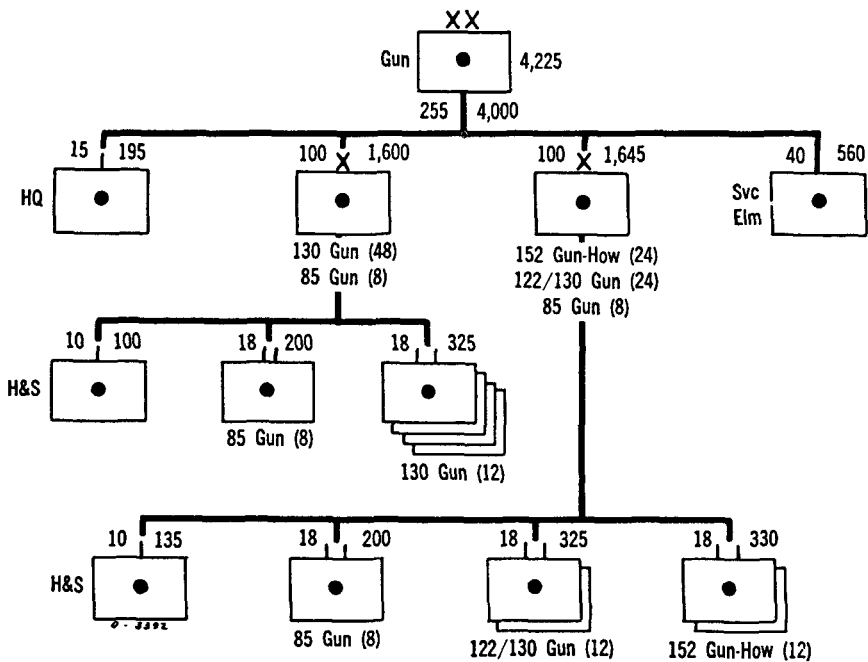 XX
Gun 4,225
255 4,000
15 195
100 X 1,600
100 X 1,645
40 560
HQ
Svc
Elm
130 Gun (48)
85 Gun (8)
152 Gun-How (24)
122/130 Gun (24)
85 Gun (8)
10 100
18 200
18 325
H&S
85 Gun (8)
130 Gun (12)
10 135
18 200
18 325
18 330
H&S
0-3392
85 Gun (8)
122/130 Gun (12)
152 Gun-How (12)